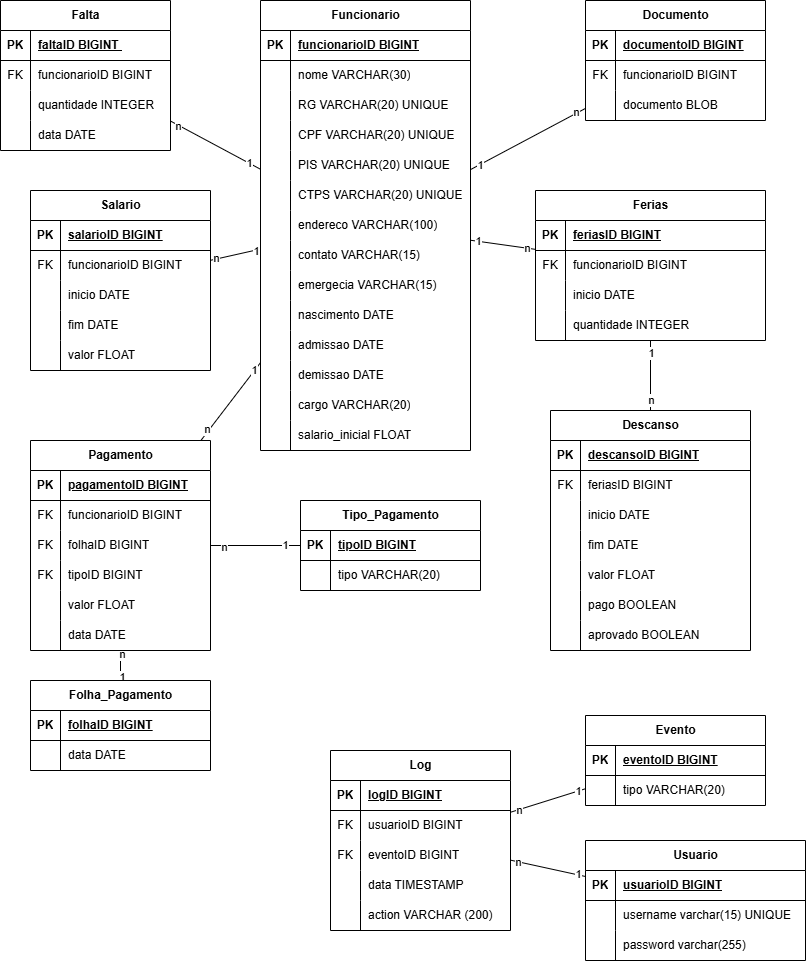 Falta
PK faltaID BIGINT
FK funcionarioID BIGINT
quantidade INTEGER
data DATE
Funcionario
PK funcionarioID BIGINT
nome VARCHAR(30)
RG VARCHAR(20) UNIQUE
CPF VARCHAR(20) UNIQUE
PIS VARCHAR(20) UNIQUE
CTPS VARCHAR(20) UNIQUE
endereco VARCHAR(100)
contato VARCHAR(15)
emergecia VARCHAR(15)
nascimento DATE
admissao DATE
demissao DATE
cargo VARCHAR(20)
salario_inicial FLOAT
Documento
PK documentoID BIGINT
FK funcionarioID BIGINT
documento BLOB
n 1
1 n
Salario
PK salarioID BIGINT
FK funcionarioID BIGINT
inicio DATE
fim DATE
valor FLOAT
n 1
Ferias
PK feriasID BIGINT
FK funcionarioID BIGINT
inicio DATE
quantidade INTEGER
1 n
1
n
Descanso
PK descansoID BIGINT
FK feriasID BIGINT
inicio DATE
fim DATE
valor FLOAT
pago BOOLEAN
aprovado BOOLEAN
1
n
Pagamento
PK pagamentoID BIGINT
FK funcionarioID BIGINT
FK folhaID BIGINT
FK tipoID BIGINT
valor FLOAT
data DATE
n 1
Tipo_Pagamento
PK tipoID BIGINT
tipo VARCHAR(20)
n
1
Folha_Pagamento
PK folhaID BIGINT
data DATE
Log
PK logID BIGINT
FK usuarioID BIGINT
FK eventoID BIGINT
data TIMESTAMP
action VARCHAR (200)
n 1
Evento
PK eventoID BIGINT
tipo VARCHAR(20)
n 1
Usuario
PK usuarioID BIGINT
username varchar(15) UNIQUE
password varchar(255)